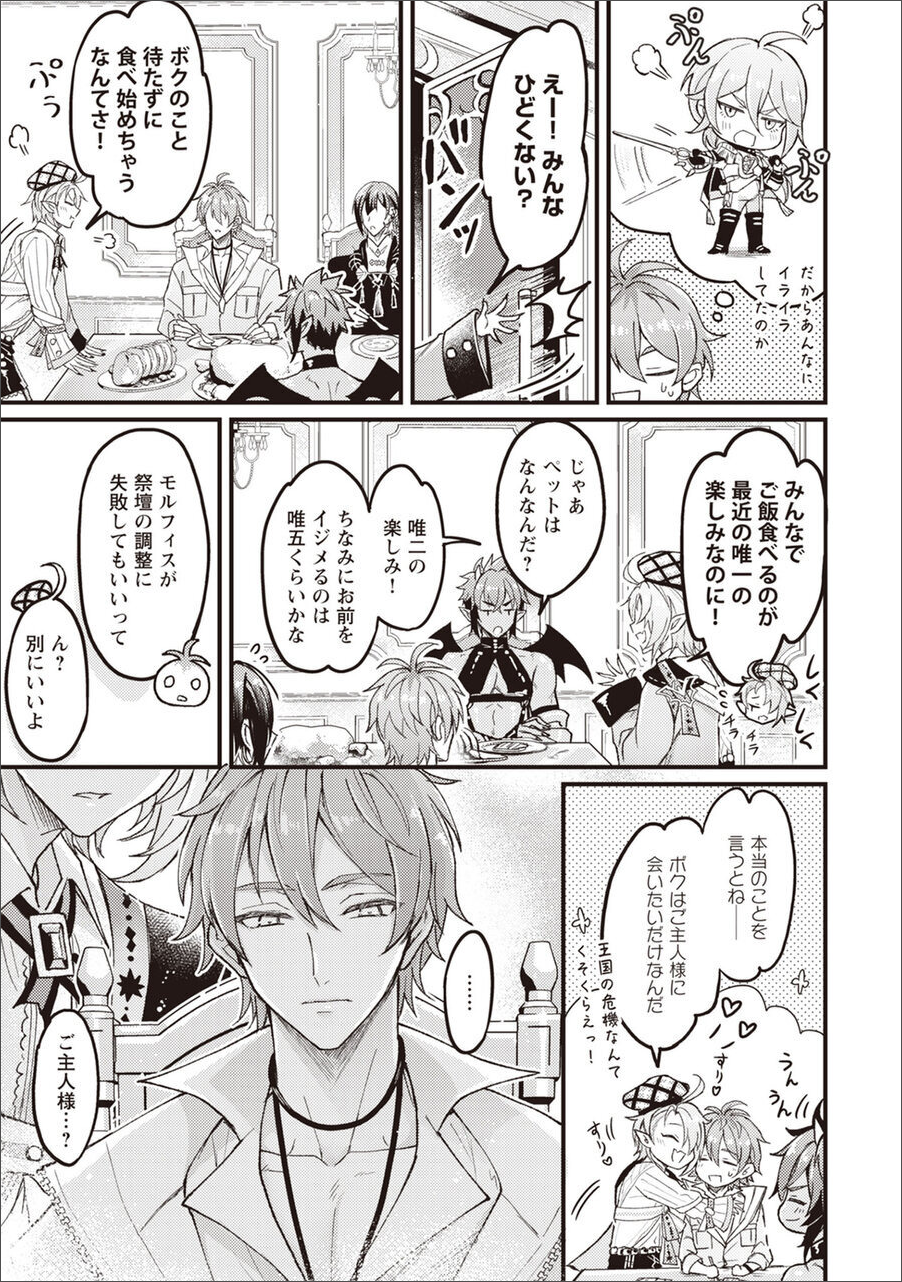 ぷん
ぷん
だからあんなに
イライラ
してたのか
えー！みんな
ひどくない？
バンッ
ボクのこと
待たずに
食べ始めちゃう
なんてさ！
ぷぅ
みんなで
ご飯食べるのが
最近の唯一の
楽しみなのに！
チラ
チラ
じゃあ
ペットは
なんなんだ？
唯二の
楽しみ！
ちなみにお前を
イジメるのは
唯五くらいかな
モルフィスが
祭壇の調整に
失敗してもいいって
ん？
別にいいよ
本当のことを
言うとね──
ボクはご主人様に
会いたいだけなんだ
王国の危機なんて
くそくらえっ！
すり♡
すり♡
うん
うん
……
ご主人様…？